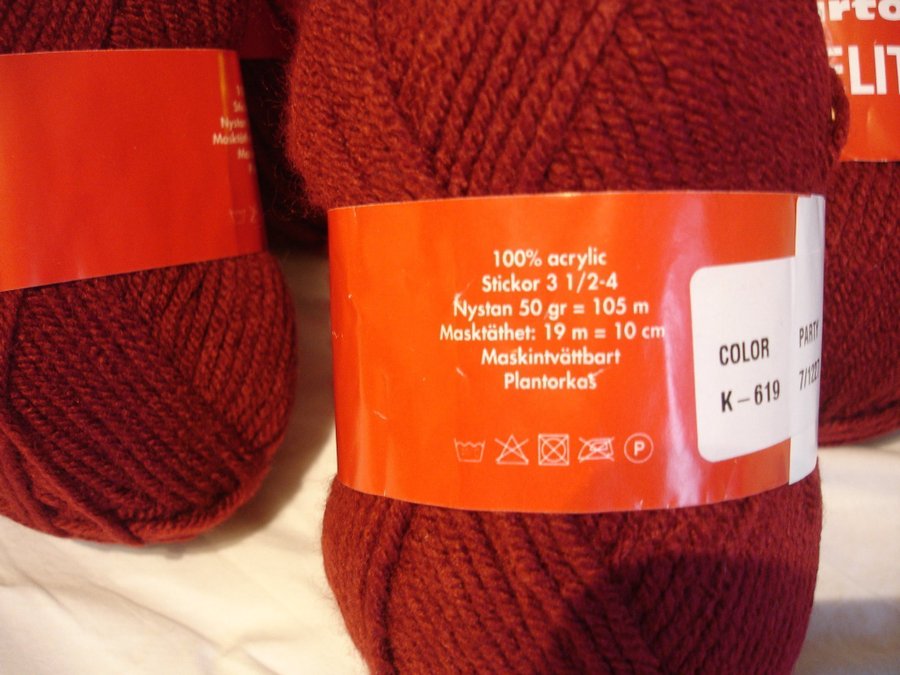 100% acrylic
Stickor 3 1/2-4
Nystan 50 gr = 105 m
Masktäthet: 19 m = 10 cm
Maskintvättbart
Plantorkas
P
COLOR
K-619
PARTY